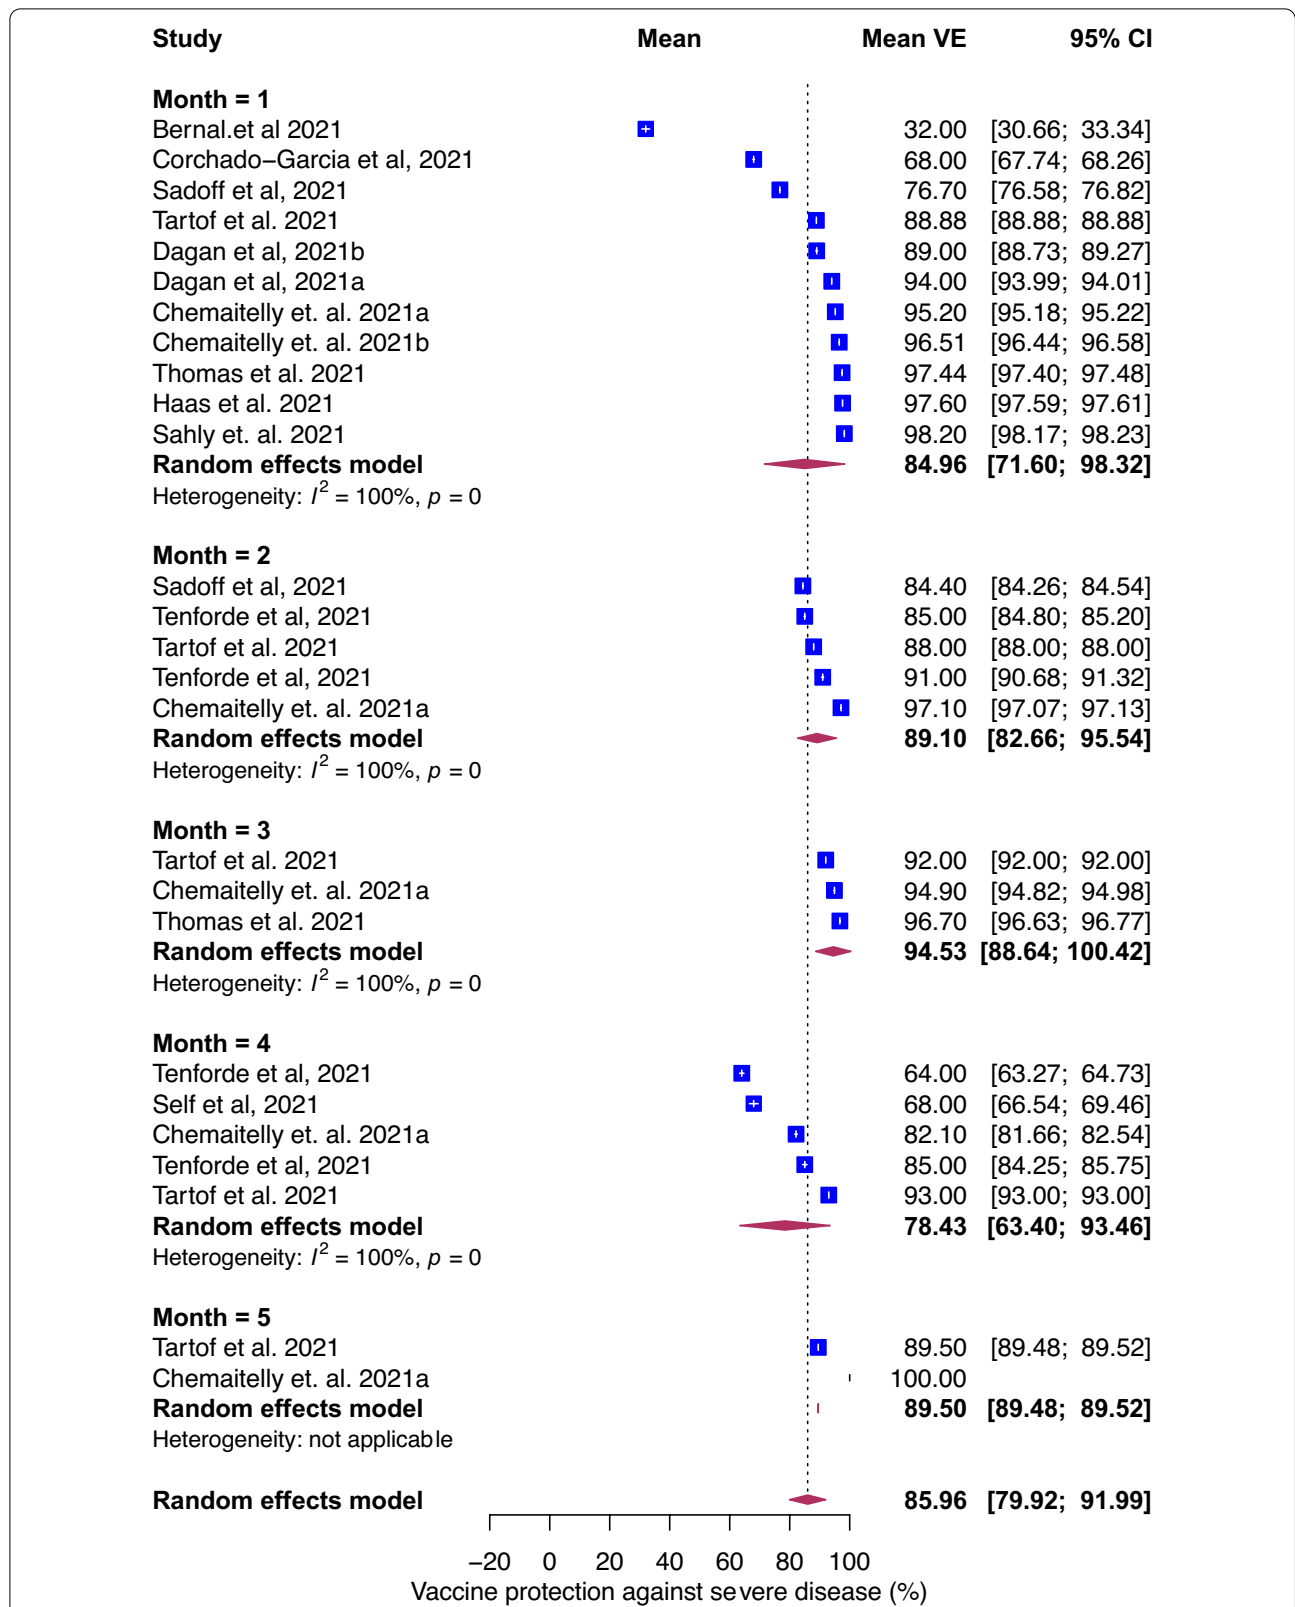 Study Mean Mean VE 95% CI
Month = 1
Bernal.et al 2021 32.00 [30.66; 33.34]
Corchado−Garcia et al, 2021 68.00 [67.74; 68.26]
Sadoff et al, 2021 76.70 [76.58; 76.82]
Tartof et al. 2021 88.88 [88.88; 88.88]
Dagan et al, 2021b 89.00 [88.73; 89.27]
Dagan et al, 2021a 94.00 [93.99; 94.01]
Chemaitelly et. al. 2021a 95.20 [95.18; 95.22]
Chemaitelly et. al. 2021b 96.51 [96.44; 96.58]
Thomas et al. 2021 97.44 [97.40; 97.48]
Haas et al. 2021 97.60 [97.59; 97.61]
Sahly et. al. 2021 98.20 [98.17; 98.23]
Random effects model 84.96 [71.60; 98.32]
Heterogeneity: I² = 100%, p = 0
Month = 2
Sadoff et al, 2021 84.40 [84.26; 84.54]
Tenforde et al, 2021 85.00 [84.80; 85.20]
Tartof et al. 2021 88.00 [88.00; 88.00]
Tenforde et al, 2021 91.00 [90.68; 91.32]
Chemaitelly et. al. 2021a 97.10 [97.07; 97.13]
Random effects model 89.10 [82.66; 95.54]
Heterogeneity: I² = 100%, p = 0
Month = 3
Tartof et al. 2021 92.00 [92.00; 92.00]
Chemaitelly et. al. 2021a 94.90 [94.82; 94.98]
Thomas et al. 2021 96.70 [96.63; 96.77]
Random effects model 94.53 [88.64; 100.42]
Heterogeneity: I² = 100%, p = 0
Month = 4
Tenforde et al, 2021 64.00 [63.27; 64.73]
Self et al, 2021 68.00 [66.54; 69.46]
Chemaitelly et. al. 2021a 82.10 [81.66; 82.54]
Tenforde et al, 2021 85.00 [84.25; 85.75]
Tartof et al. 2021 93.00 [93.00; 93.00]
Random effects model 78.43 [63.40; 93.46]
Heterogeneity: I² = 100%, p = 0
Month = 5
Tartof et al. 2021 89.50 [89.48; 89.52]
Chemaitelly et. al. 2021a 100.00
Random effects model 89.50 [89.48; 89.52]
Heterogeneity: not applicable
Random effects model 85.96 [79.92; 91.99]
−20 0 20 40 60 80 100
Vaccine protection against severe disease (%)